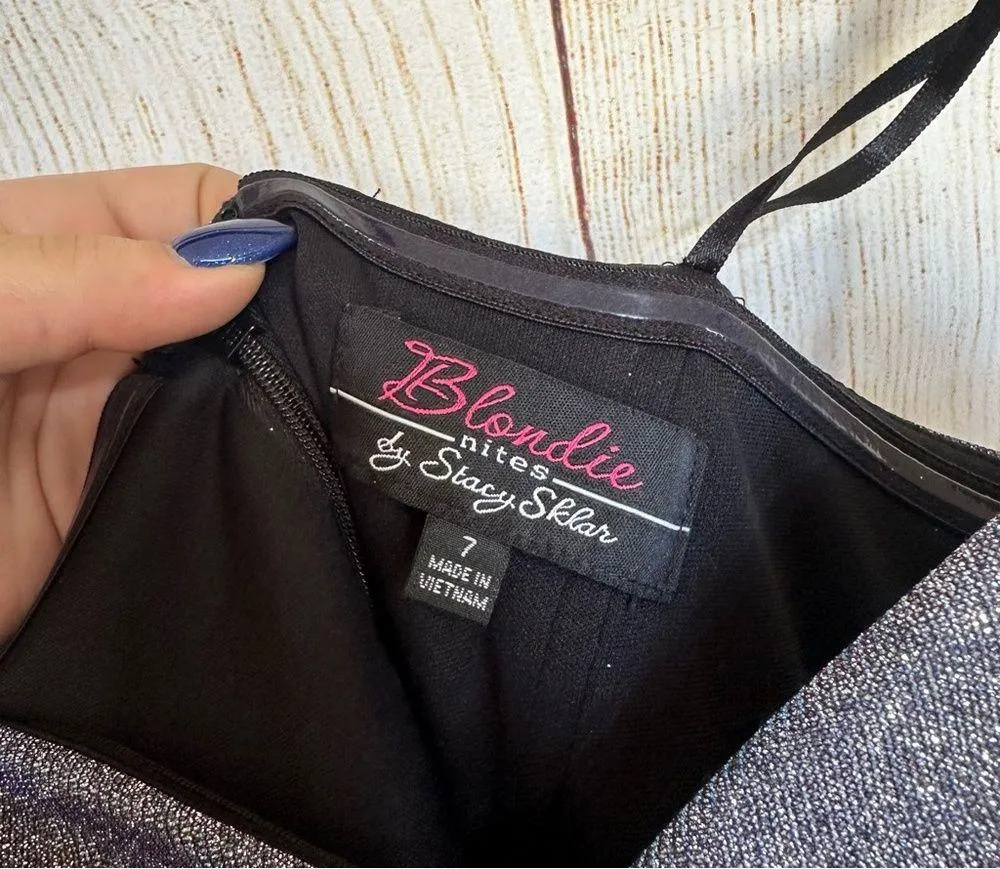 Blondie
nites
by Stacy Sklar
7
MADE IN
VIETNAM